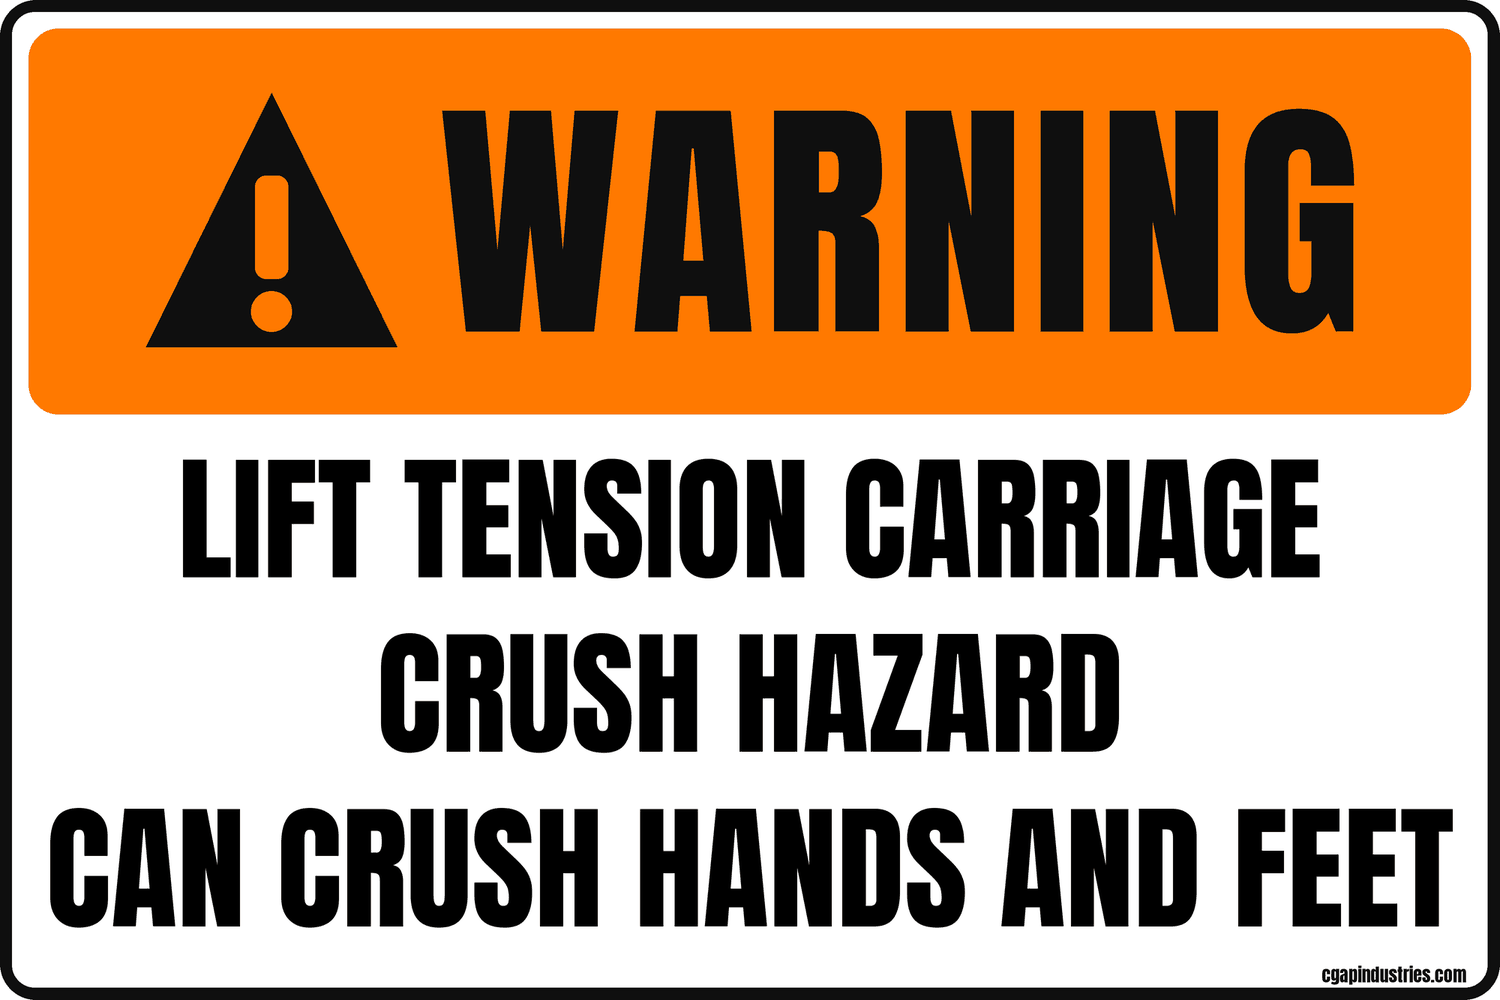 WARNING
LIFT TENSION CARRIAGE
CRUSH HAZARD
CAN CRUSH HANDS AND FEET
cgapindustries.com